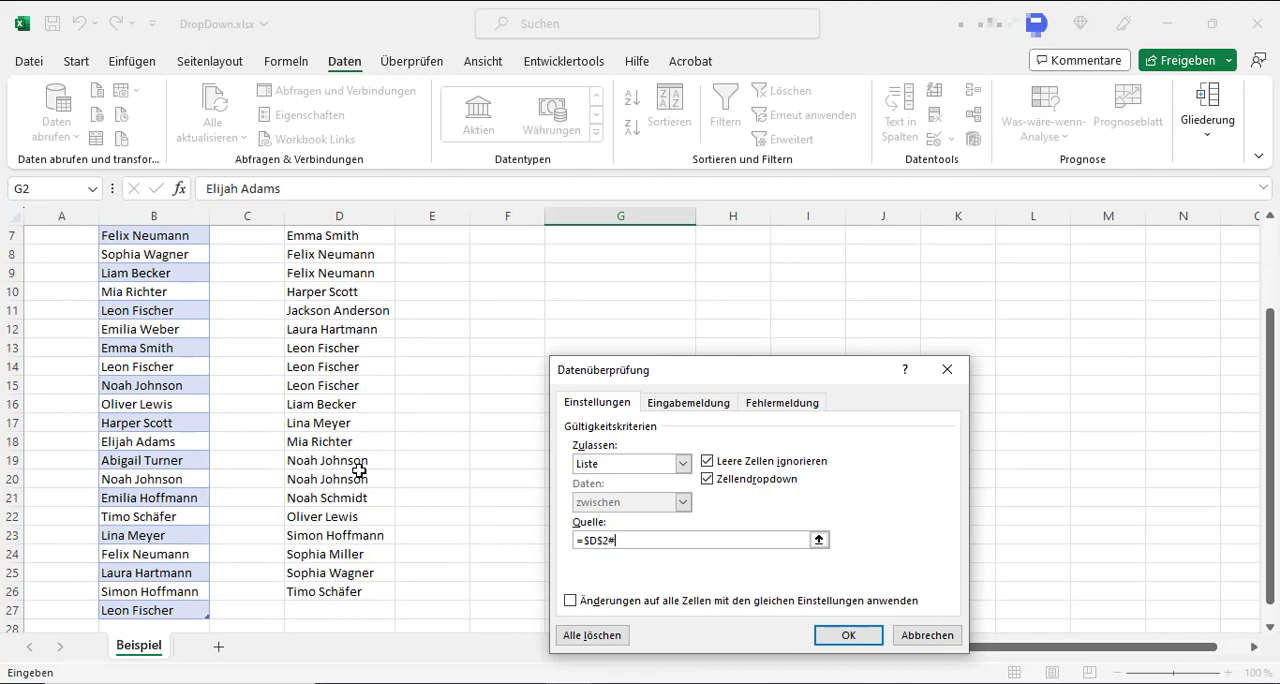 DropDown.xlsx
Suchen
Datei Start Einfügen Seitenlayout Formeln Daten Überprüfen Ansicht Entwicklertools Hilfe Acrobat
Kommentare Freigeben
Daten abrufen
Daten abrufen und transfor...
Alle aktualisieren
Abfragen und Verbindungen
Eigenschaften
Workbook Links
Abfragen & Verbindungen
Aktien Währungen
Datentypen
Sortieren
Filtern
Löschen
Erneut anwenden
Erweitert
Sortieren und Filtern
Text in Spalten
Datentools
Was-wäre-wenn-Analyse
Prognoseblatt
Prognose
Gliederung
G2 fx Elijah Adams
A B C D E F G H I J K L M N
7 Felix Neumann Emma Smith
8 Sophia Wagner Felix Neumann
9 Liam Becker Felix Neumann
10 Mia Richter Harper Scott
11 Leon Fischer Jackson Anderson
12 Emilia Weber Laura Hartmann
13 Emma Smith Leon Fischer
14 Leon Fischer Leon Fischer
15 Noah Johnson Leon Fischer
16 Oliver Lewis Liam Becker
17 Harper Scott Lina Meyer
18 Elijah Adams Mia Richter
19 Abigail Turner Noah Johnson
20 Noah Johnson Noah Johnson
21 Emilia Hoffmann Noah Schmidt
22 Timo Schäfer Oliver Lewis
23 Lina Meyer Simon Hoffmann
24 Felix Neumann Sophia Miller
25 Laura Hartmann Sophia Wagner
26 Simon Hoffmann Timo Schäfer
27 Leon Fischer
28
Datenüberprüfung ?
Einstellungen Eingabemeldung Fehlermeldung
Gültigkeitskriterien
Zulassen:
Liste
Leere Zellen ignorieren
Daten:
Zellendropdown
zwischen
Quelle:
=$D$2#
Änderungen auf alle Zellen mit den gleichen Einstellungen anwenden
Alle löschen OK Abbrechen
Beispiel
Eingeben
100 %